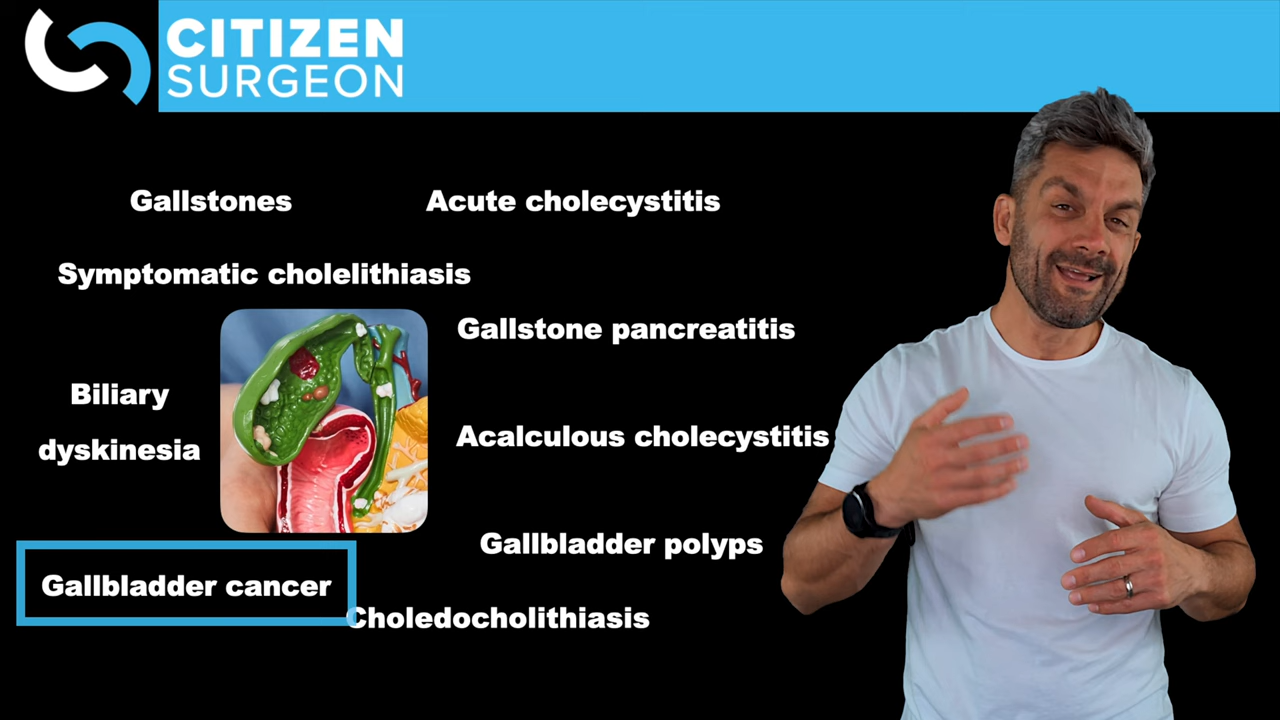 CITIZEN
SURGEON
Gallstones
Acute cholecystitis
Symptomatic cholelithiasis
Gallstone pancreatitis
Biliary
dyskinesia
Acalculous cholecystitis
Gallbladder polyps
Gallbladder cancer
Choledocholithiasis